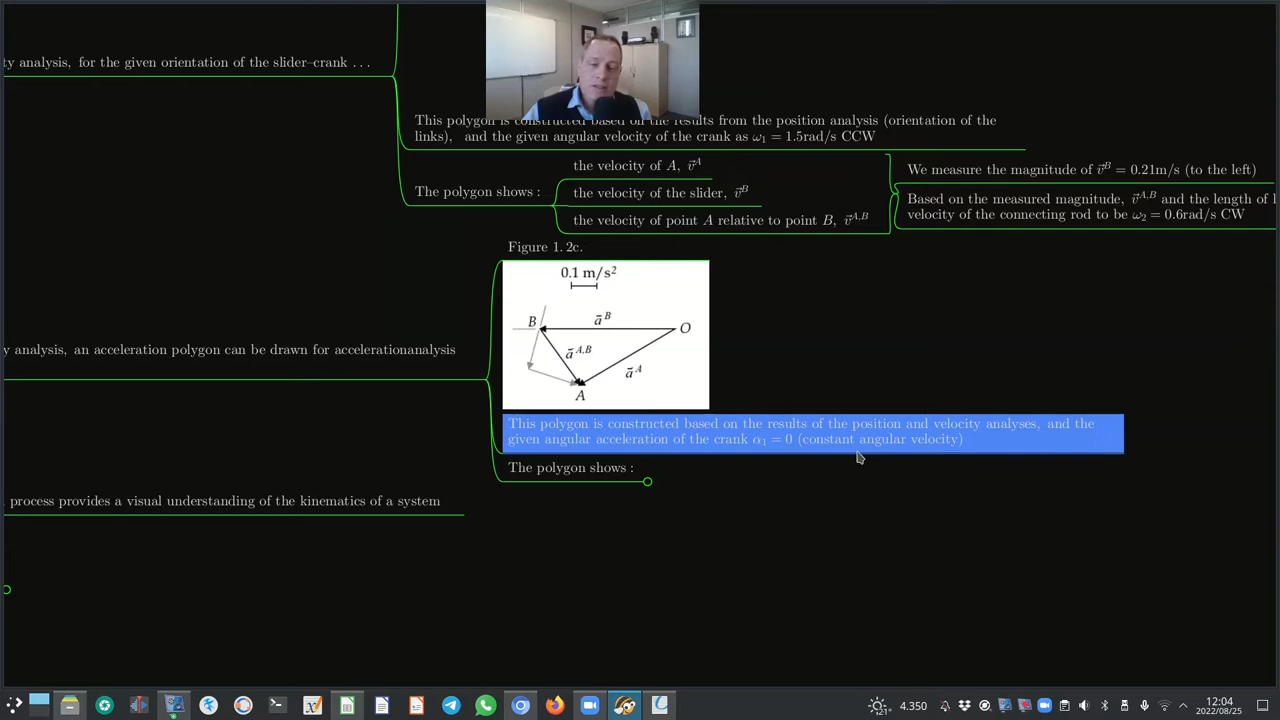 ty analysis, for the given orientation of the slider–crank . . .
This polygon is constructed based on the results from the position analysis (orientation of the
links), and the given angular velocity of the crank as ω₁ = 1.5rad/s CCW
The polygon shows :
the velocity of A, v⃗ᴬ
the velocity of the slider, v⃗ᴮ
the velocity of point A relative to point B, v⃗ᴬ,ᴮ
We measure the magnitude of v⃗ᴮ = 0.21m/s (to the left)
Based on the measured magnitude, v⃗ᴬ,ᴮ and the length of
velocity of the connecting rod to be ω₂ = 0.6rad/s CW
Figure 1. 2c.
0.1 m/s²
B
a⃗ᴮ
O
a⃗ᴬ,ᴮ
a⃗ᴬ
A
y analysis, an acceleration polygon can be drawn for accelerationanalysis
This polygon is constructed based on the results of the position and velocity analyses, and the
given angular acceleration of the crank α₁ = 0 (constant angular velocity)
The polygon shows :
process provides a visual understanding of the kinematics of a system
+21°
4.350
12:04
2022/08/25